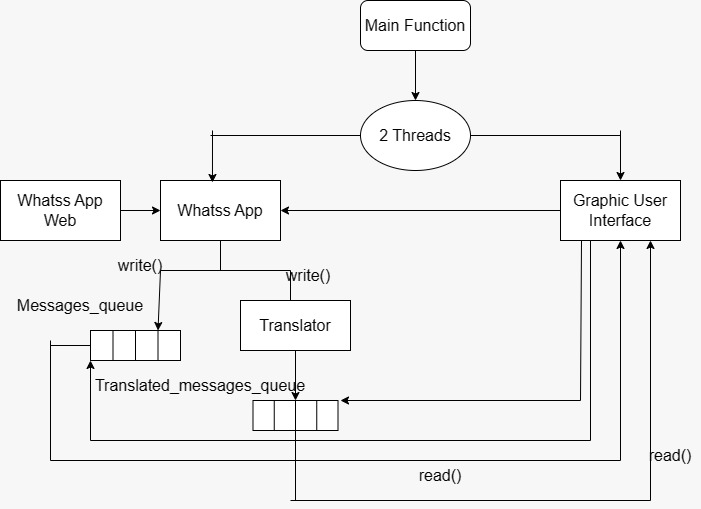 Main Function
2 Threads
Whatss App
Web
Whatss App
Graphic User
Interface
write()
write()
Messages_queue
Translator
Translated_messages_queue
read()
read()